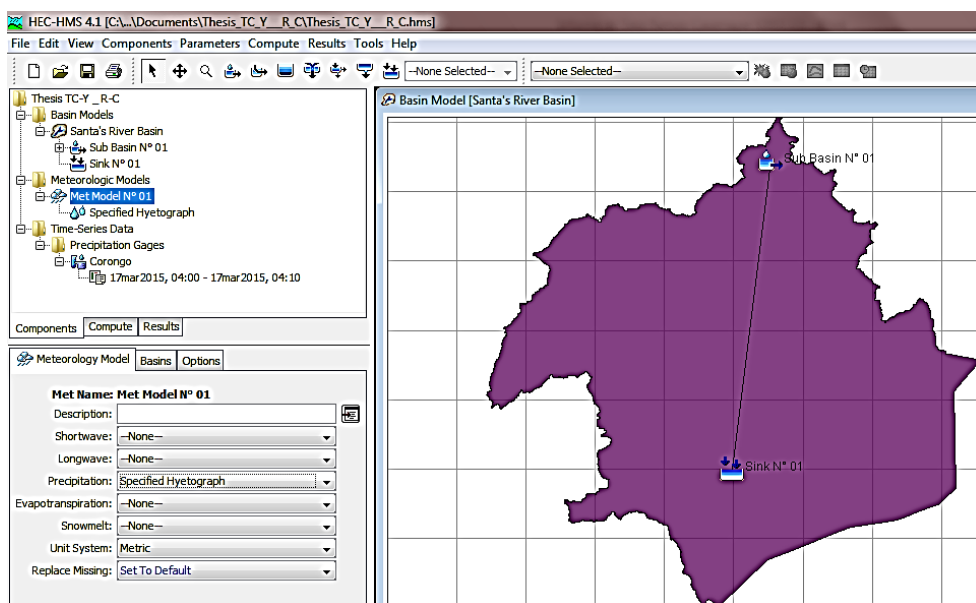 HEC-HMS 4.1 [C:\...\Documents\Thesis_TC_Y__R_C\Thesis_TC_Y__R_C.hms]
File Edit View Components Parameters Compute Results Tools Help
--None Selected-- --None Selected--
Thesis TC-Y _R-C
Basin Models
Santa's River Basin
Sub Basin N° 01
Sink N° 01
Meteorologic Models
Met Model N° 01
Specified Hyetograph
Time-Series Data
Precipitation Gages
Corongo
17mar2015, 04:00 - 17mar2015, 04:10
Components Compute Results
Meteorology Model Basins Options
Met Name: Met Model N° 01
Description:
Shortwave: --None--
Longwave: --None--
Precipitation: Specified Hyetograph
Evapotranspiration: --None--
Snowmelt: --None--
Unit System: Metric
Replace Missing: Set To Default
Basin Model [Santa's River Basin]
Sub Basin N° 01
Sink N° 01